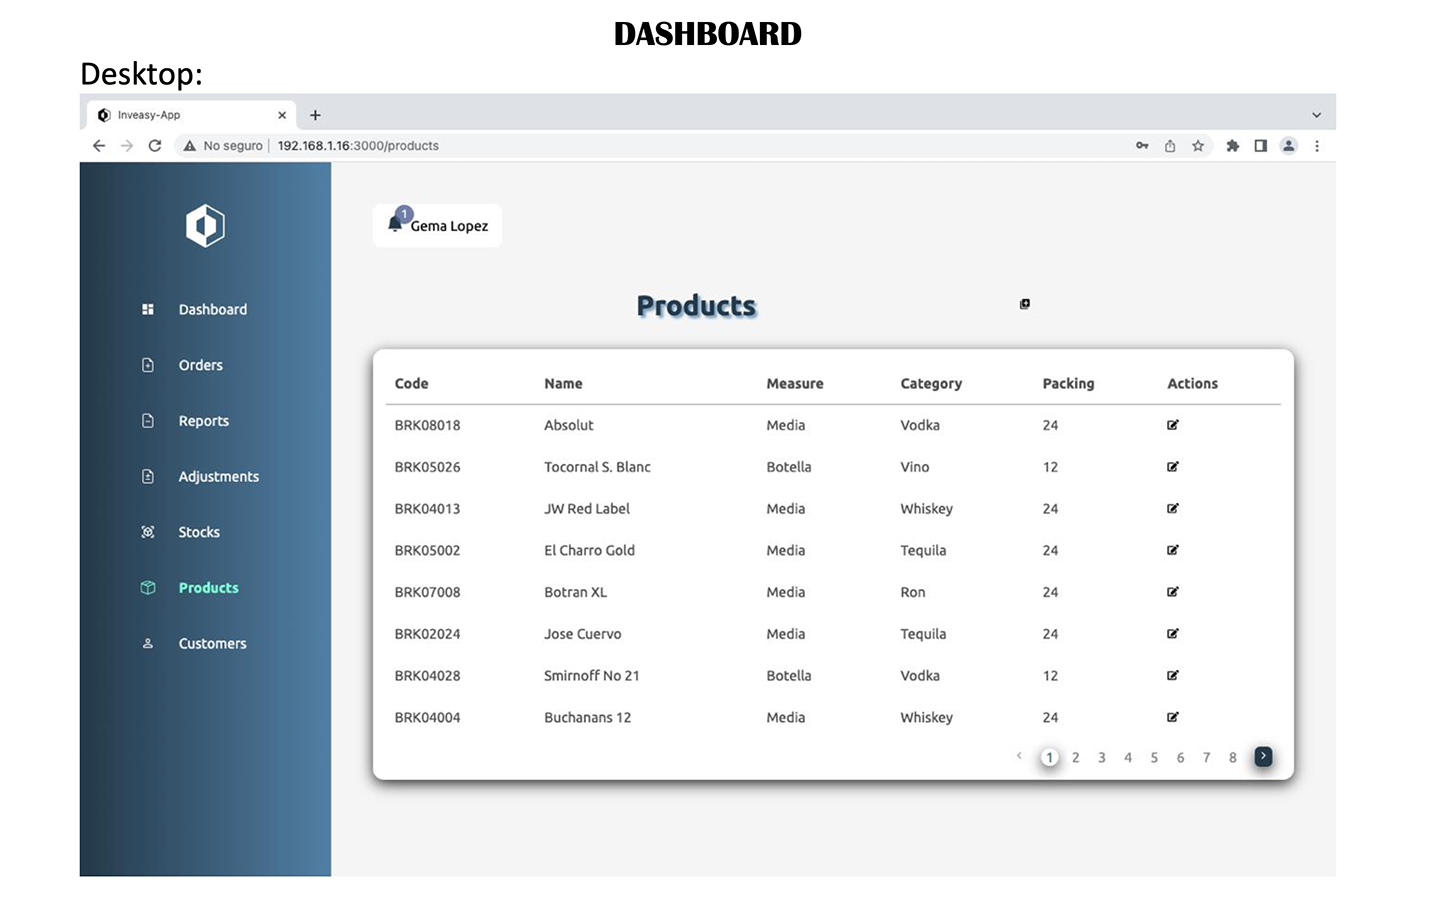 DASHBOARD
Desktop:
Inveasy-App
No seguro | 192.168.1.16:3000/products
1
Gema Lopez
Dashboard
Orders
Reports
Adjustments
Stocks
Products
Customers
Products
Code Name Measure Category Packing Actions
BRK08018 Absolut Media Vodka 24
BRK05026 Tocornal S. Blanc Botella Vino 12
BRK04013 JW Red Label Media Whiskey 24
BRK05002 El Charro Gold Media Tequila 24
BRK07008 Botran XL Media Ron 24
BRK02024 Jose Cuervo Media Tequila 24
BRK04028 Smirnoff No 21 Botella Vodka 12
BRK04004 Buchanans 12 Media Whiskey 24
1 2 3 4 5 6 7 8